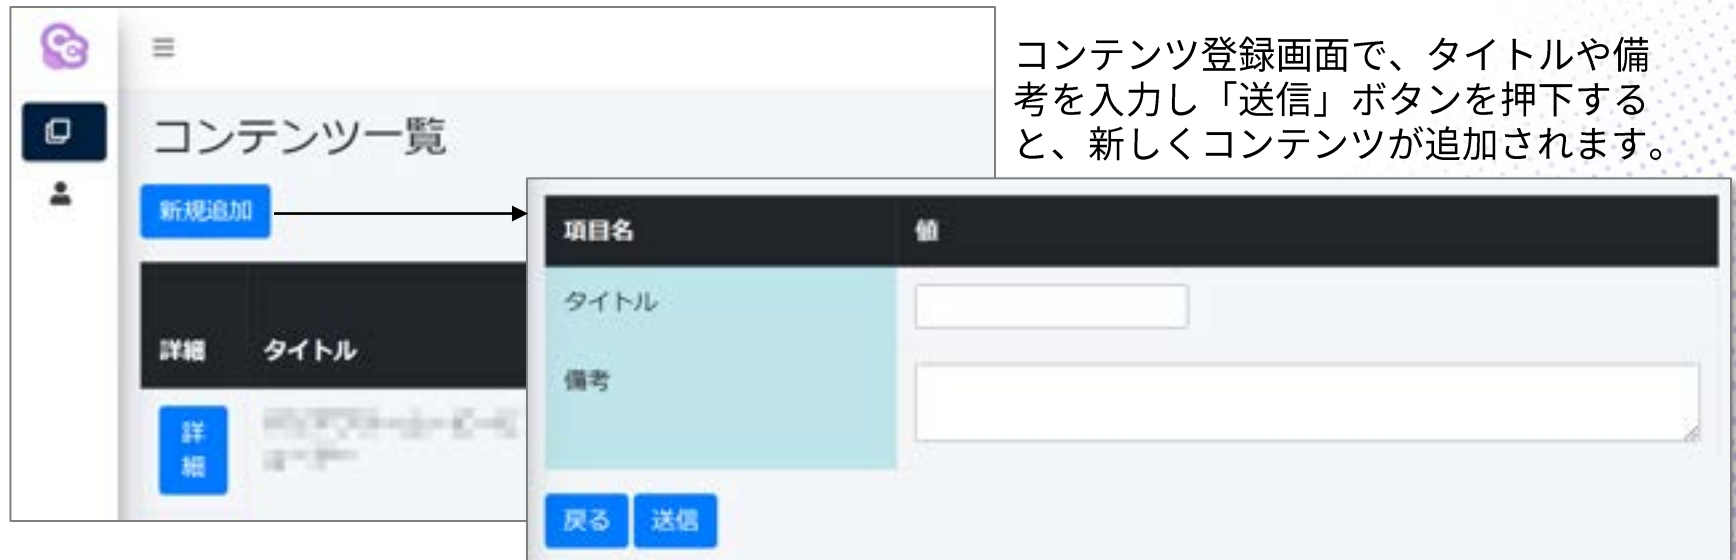 コンテンツ登録画面で、タイトルや備
考を入力し「送信」ボタンを押下する
と、新しくコンテンツが追加されます。
コンテンツ一覧
新規追加
詳細 タイトル
詳
細
項目名 値
タイトル
備考
戻る 送信